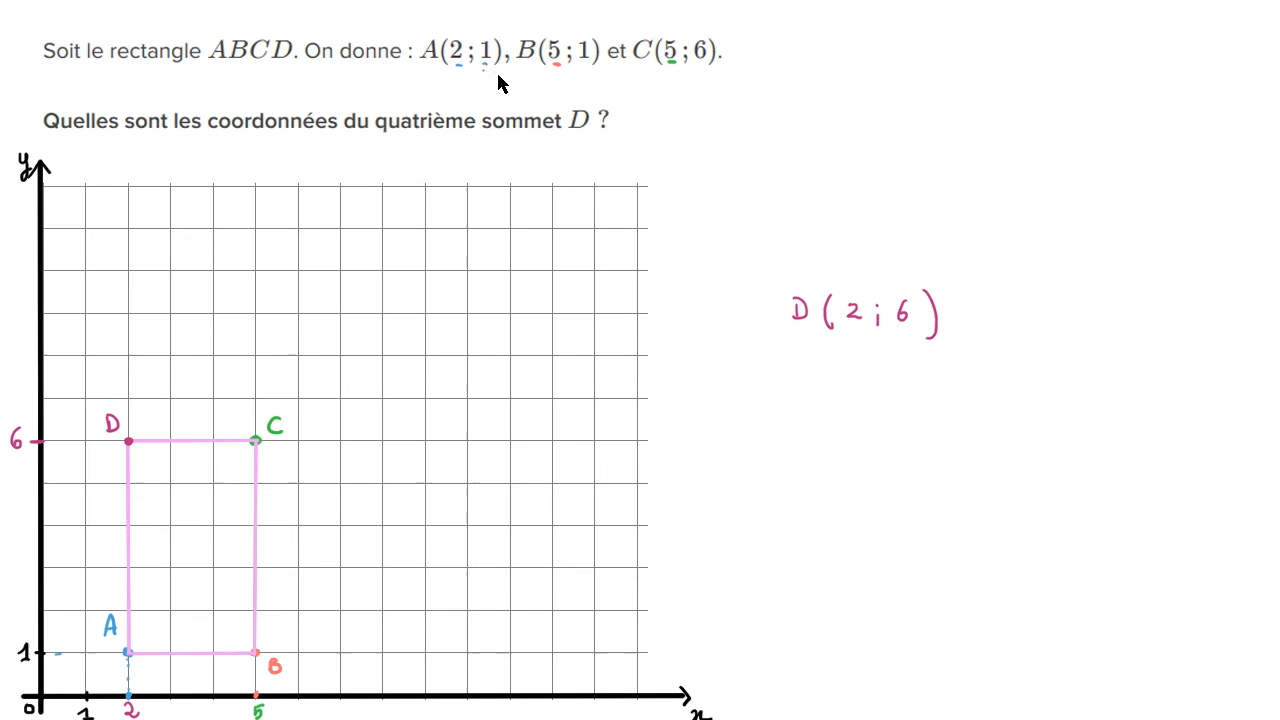 Soit le rectangle ABCD. On donne : A(2 ; 1), B(5 ; 1) et C(5 ; 6).
Quelles sont les coordonnées du quatrième sommet D ?
y
D ( 2 ; 6 )
D
C
6
A
1
B
0
1
2
5
x